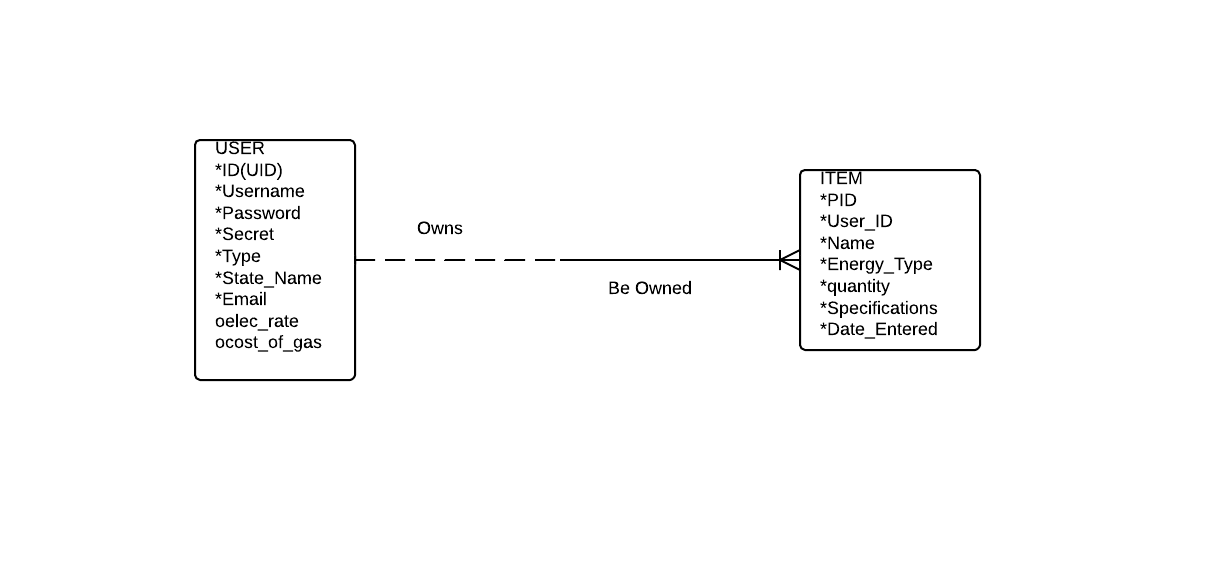 USER
*ID(UID)
*Username
*Password
*Secret
*Type
*State_Name
*Email
oelec_rate
ocost_of_gas
Owns
Be Owned
ITEM
*PID
*User_ID
*Name
*Energy_Type
*quantity
*Specifications
*Date_Entered